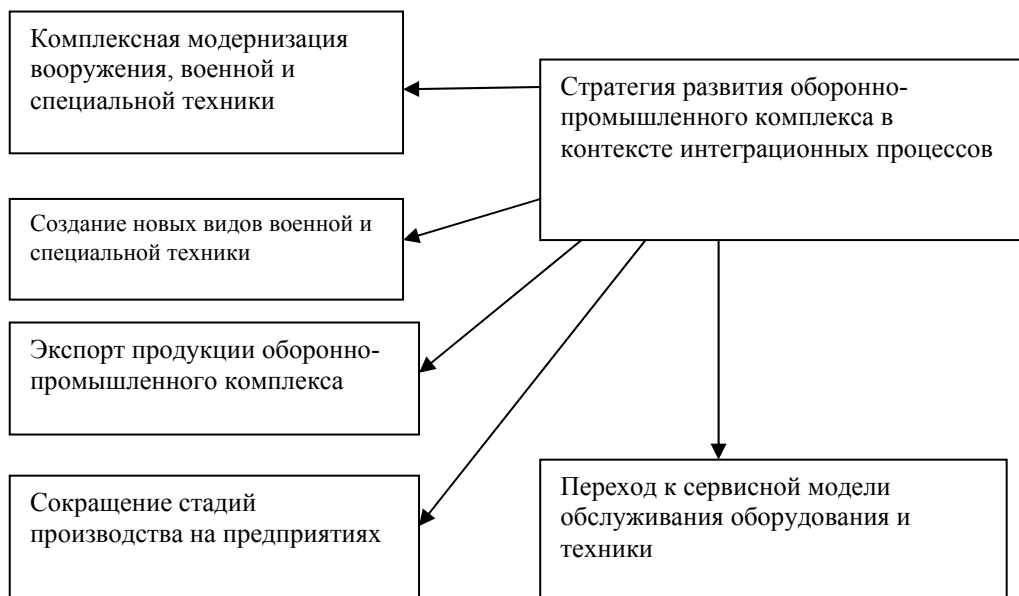 Комплексная модернизация
вооружения, военной и
специальной техники
Стратегия развития оборонно-
промышленного комплекса в
контексте интеграционных процессов
Создание новых видов военной и
специальной техники
Экспорт продукции оборонно-
промышленного комплекса
Сокращение стадий
производства на предприятиях
Переход к сервисной модели
обслуживания оборудования и
техники